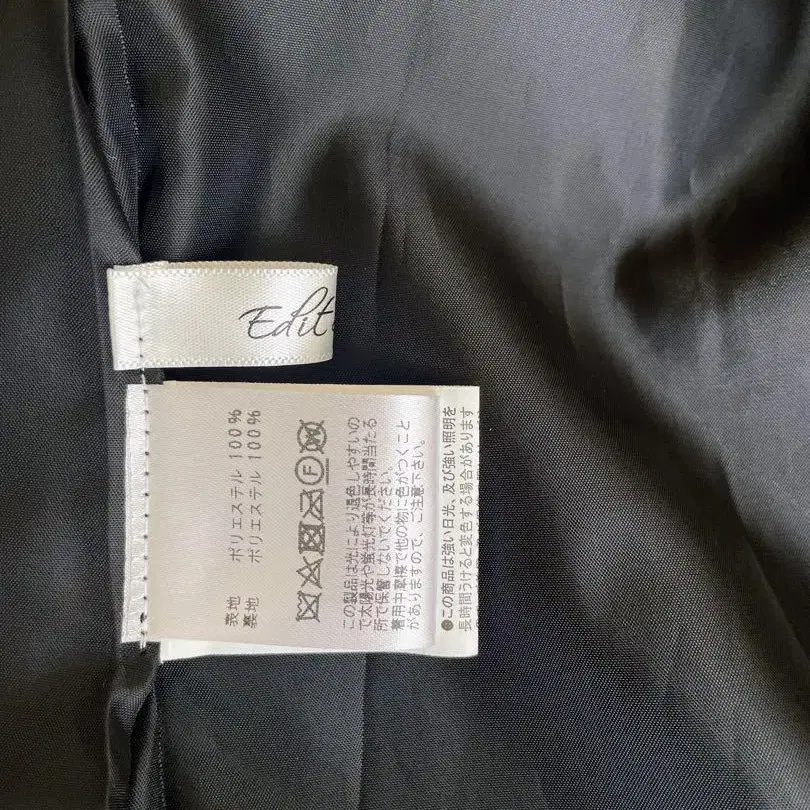 Edit
表地　ポリエステル 100%
裏地　ポリエステル 100%
この製品は光により退色しやすいの
で太陽光や蛍光灯等が長時間当たる
所で保管しないでください。
着用中摩擦で他の物に色がつくこと
がありますので、ご注意下さい。
●この商品は強い日光、及び強い照明を
長時間うけると変色する場合があります